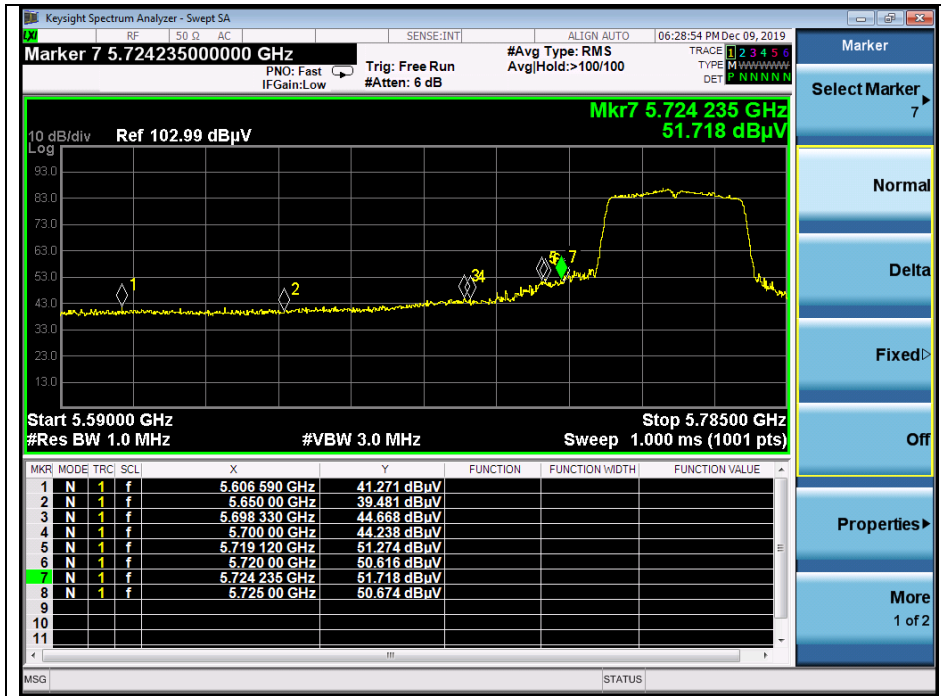 Keysight Spectrum Analyzer - Swept SA
LXI RF 50 Ω AC SENSE:INT ALIGN AUTO 06:28:54 PM Dec 09, 2019
Marker 7 5.724235000000 GHz
PNO: Fast
IFGain:Low
Trig: Free Run
#Atten: 6 dB
#Avg Type: RMS
Avg|Hold:>100/100
TRACE 1 2 3 4 5 6
TYPE M W W W W W
DET P N N N N N
Mkr7 5.724 235 GHz
51.718 dBµV
10 dB/div Ref 102.99 dBµV
Log
93.0
83.0
73.0
63.0
53.0
43.0
33.0
23.0
13.0
1
2
3 4
5 6 7
Start 5.59000 GHz Stop 5.78500 GHz
#Res BW 1.0 MHz #VBW 3.0 MHz Sweep 1.000 ms (1001 pts)
MKR MODE TRC SCL X Y FUNCTION FUNCTION WIDTH FUNCTION VALUE
1 N 1 f 5.606 590 GHz 41.271 dBµV
2 N 1 f 5.650 00 GHz 39.481 dBµV
3 N 1 f 5.698 330 GHz 44.668 dBµV
4 N 1 f 5.700 00 GHz 44.238 dBµV
5 N 1 f 5.719 120 GHz 51.274 dBµV
6 N 1 f 5.720 00 GHz 50.616 dBµV
7 N 1 f 5.724 235 GHz 51.718 dBµV
8 N 1 f 5.725 00 GHz 50.674 dBµV
9
10
11
MSG STATUS
Marker
Select Marker
7
Normal
Delta
Fixed
Off
Properties
More
1 of 2